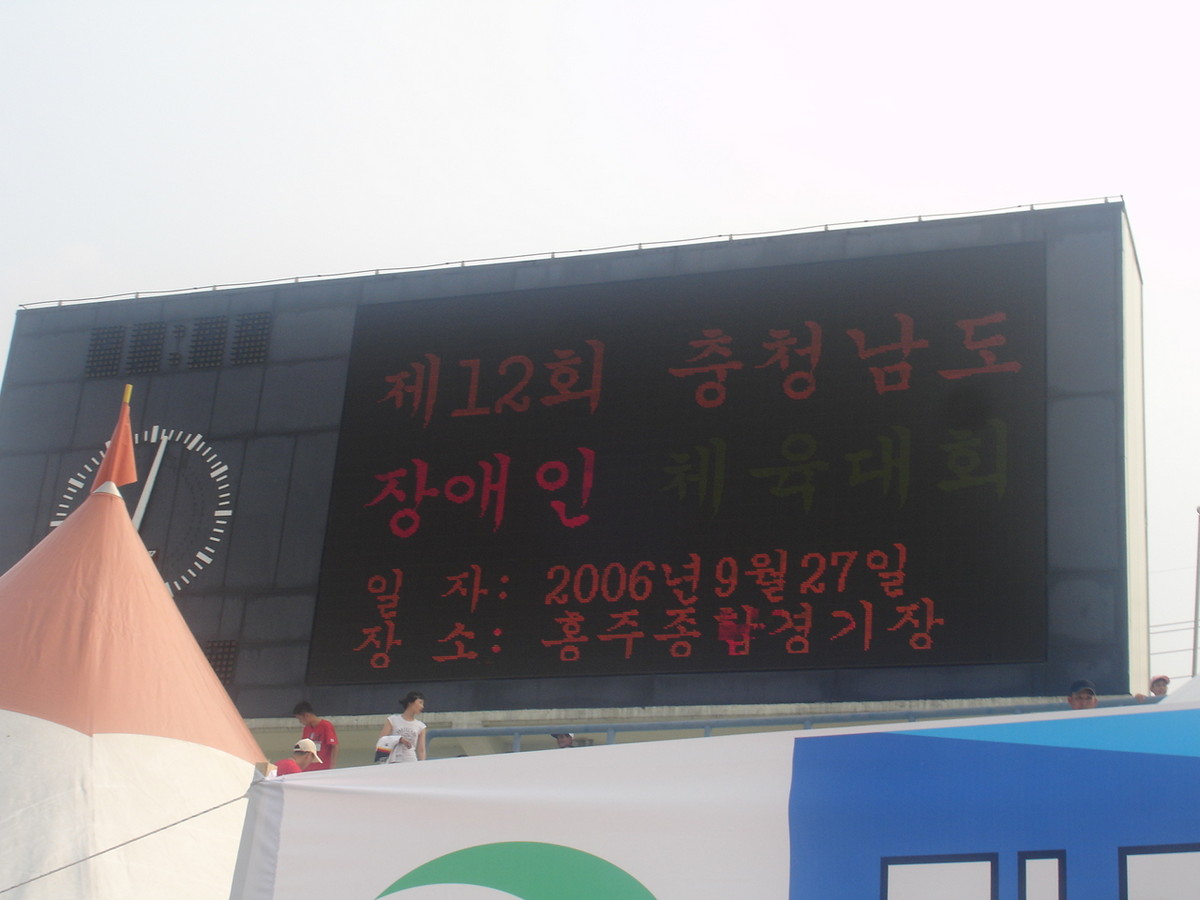 제12회 충청남도
장애인 체육대회
일 자: 2006년9월27일
장 소: 홍주종합경기장